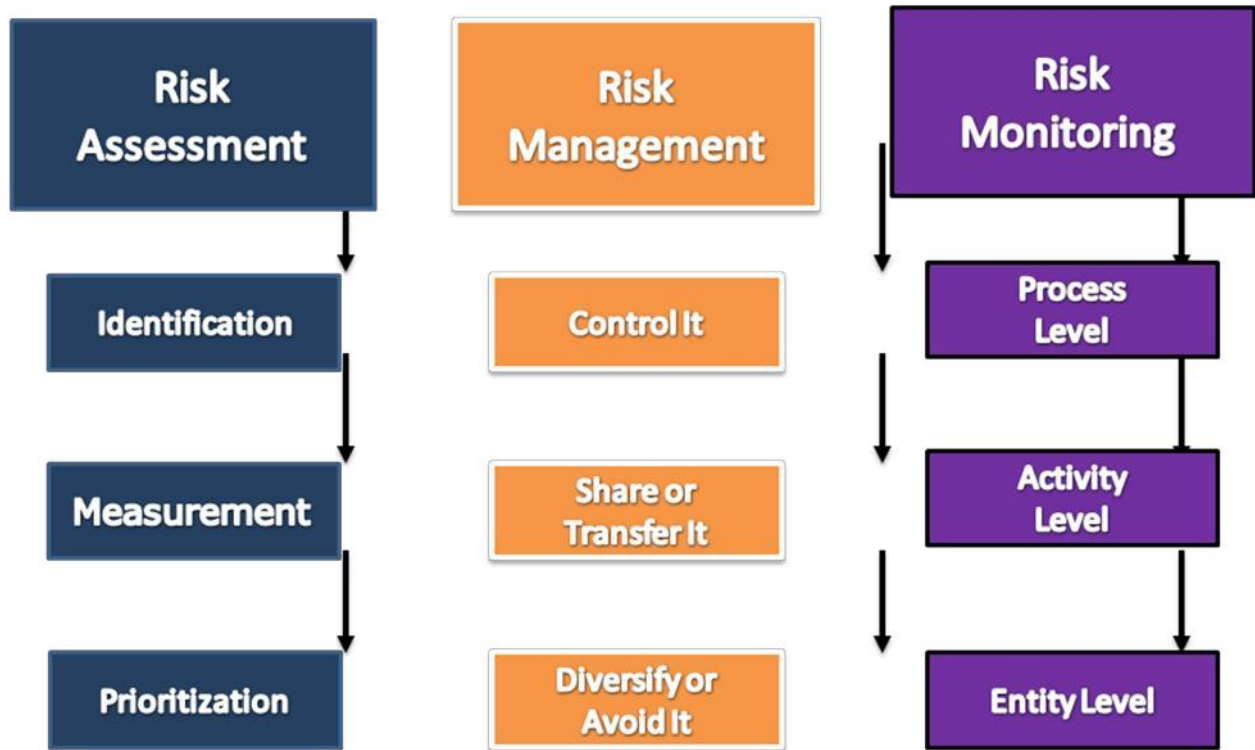 Risk
Assessment
Identification
Measurement
Prioritization
Risk
Management
Control It
Share or
Transfer It
Diversify or
Avoid It
Risk
Monitoring
Process
Level
Activity
Level
Entity Level